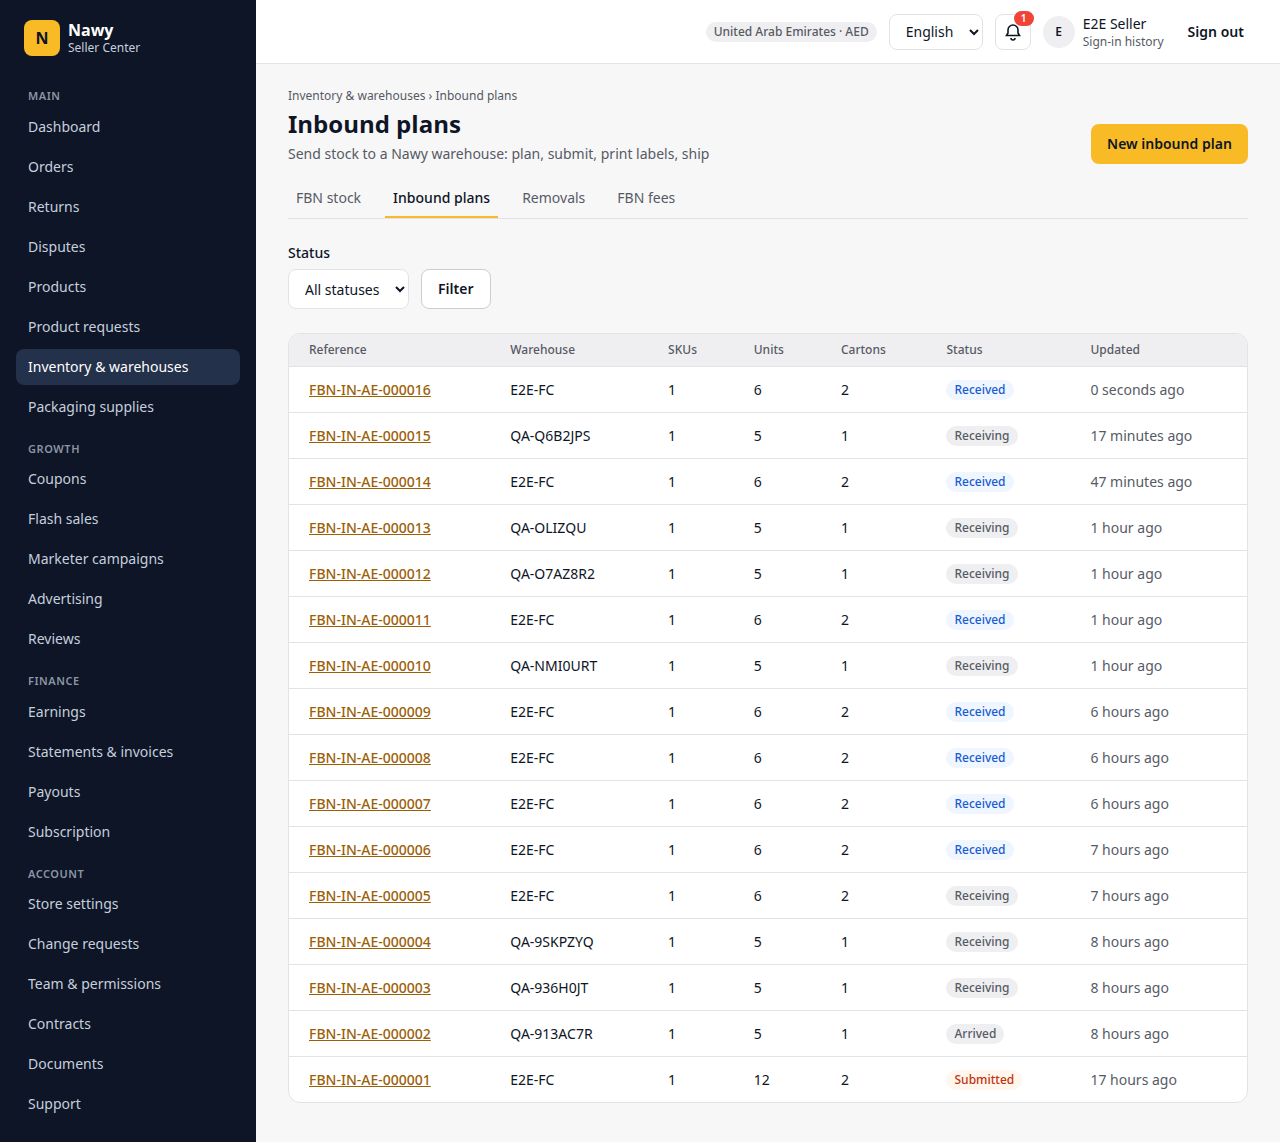 N
Nawy
Seller Center
MAIN
Dashboard
Orders
Returns
Disputes
Products
Product requests
Inventory & warehouses
Packaging supplies
GROWTH
Coupons
Flash sales
Marketer campaigns
Advertising
Reviews
FINANCE
Earnings
Statements & invoices
Payouts
Subscription
ACCOUNT
Store settings
Change requests
Team & permissions
Contracts
Documents
Support
United Arab Emirates · AED
English
1
E
E2E Seller
Sign-in history
Sign out
Inventory & warehouses › Inbound plans
Inbound plans
Send stock to a Nawy warehouse: plan, submit, print labels, ship
New inbound plan
FBN stock Inbound plans Removals FBN fees
Status
All statuses Filter
Reference Warehouse SKUs Units Cartons Status Updated
FBN-IN-AE-000016 E2E-FC 1 6 2 Received 0 seconds ago
FBN-IN-AE-000015 QA-Q6B2JPS 1 5 1 Receiving 17 minutes ago
FBN-IN-AE-000014 E2E-FC 1 6 2 Received 47 minutes ago
FBN-IN-AE-000013 QA-OLIZQU 1 5 1 Receiving 1 hour ago
FBN-IN-AE-000012 QA-O7AZ8R2 1 5 1 Receiving 1 hour ago
FBN-IN-AE-000011 E2E-FC 1 6 2 Received 1 hour ago
FBN-IN-AE-000010 QA-NMI0URT 1 5 1 Receiving 1 hour ago
FBN-IN-AE-000009 E2E-FC 1 6 2 Received 6 hours ago
FBN-IN-AE-000008 E2E-FC 1 6 2 Received 6 hours ago
FBN-IN-AE-000007 E2E-FC 1 6 2 Received 6 hours ago
FBN-IN-AE-000006 E2E-FC 1 6 2 Received 7 hours ago
FBN-IN-AE-000005 E2E-FC 1 6 2 Receiving 7 hours ago
FBN-IN-AE-000004 QA-9SKPZYQ 1 5 1 Receiving 8 hours ago
FBN-IN-AE-000003 QA-936H0JT 1 5 1 Receiving 8 hours ago
FBN-IN-AE-000002 QA-913AC7R 1 5 1 Arrived 8 hours ago
FBN-IN-AE-000001 E2E-FC 1 12 2 Submitted 17 hours ago